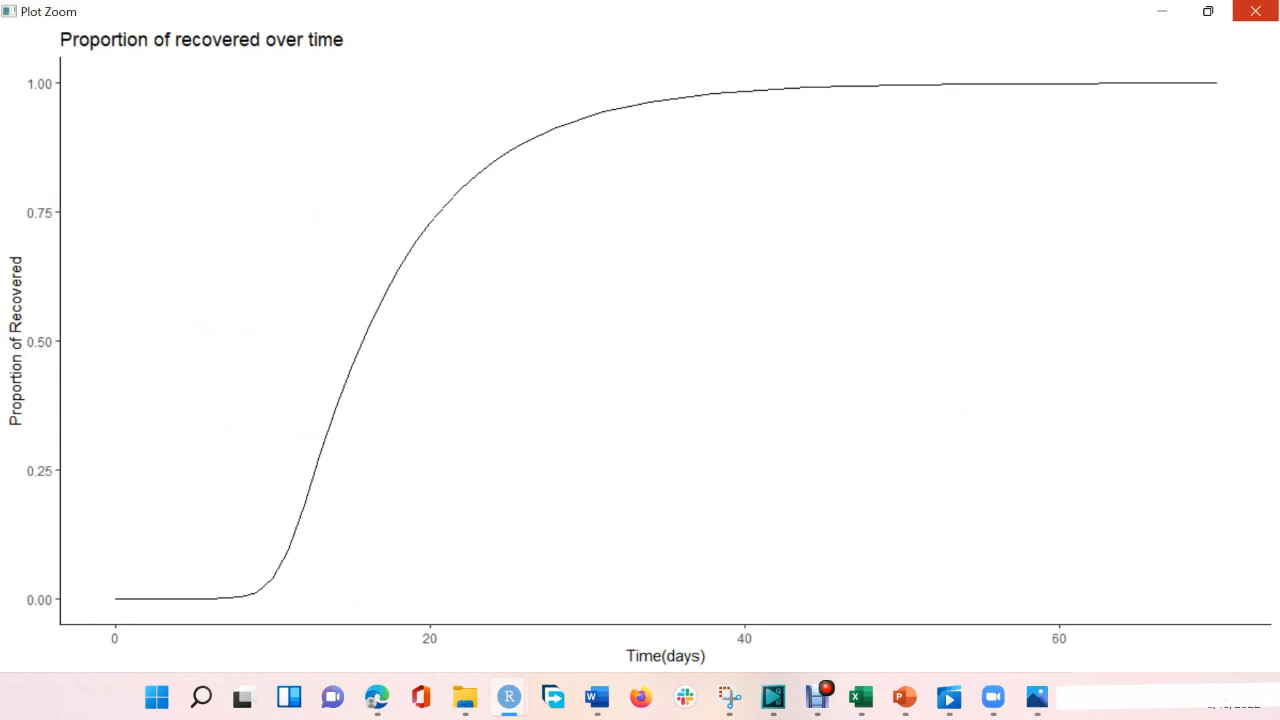 Plot Zoom
Proportion of recovered over time
1.00
0.75
0.50
0.25
0.00
Proportion of Recovered
0
20
40
60
Time(days)
R
W
X
P